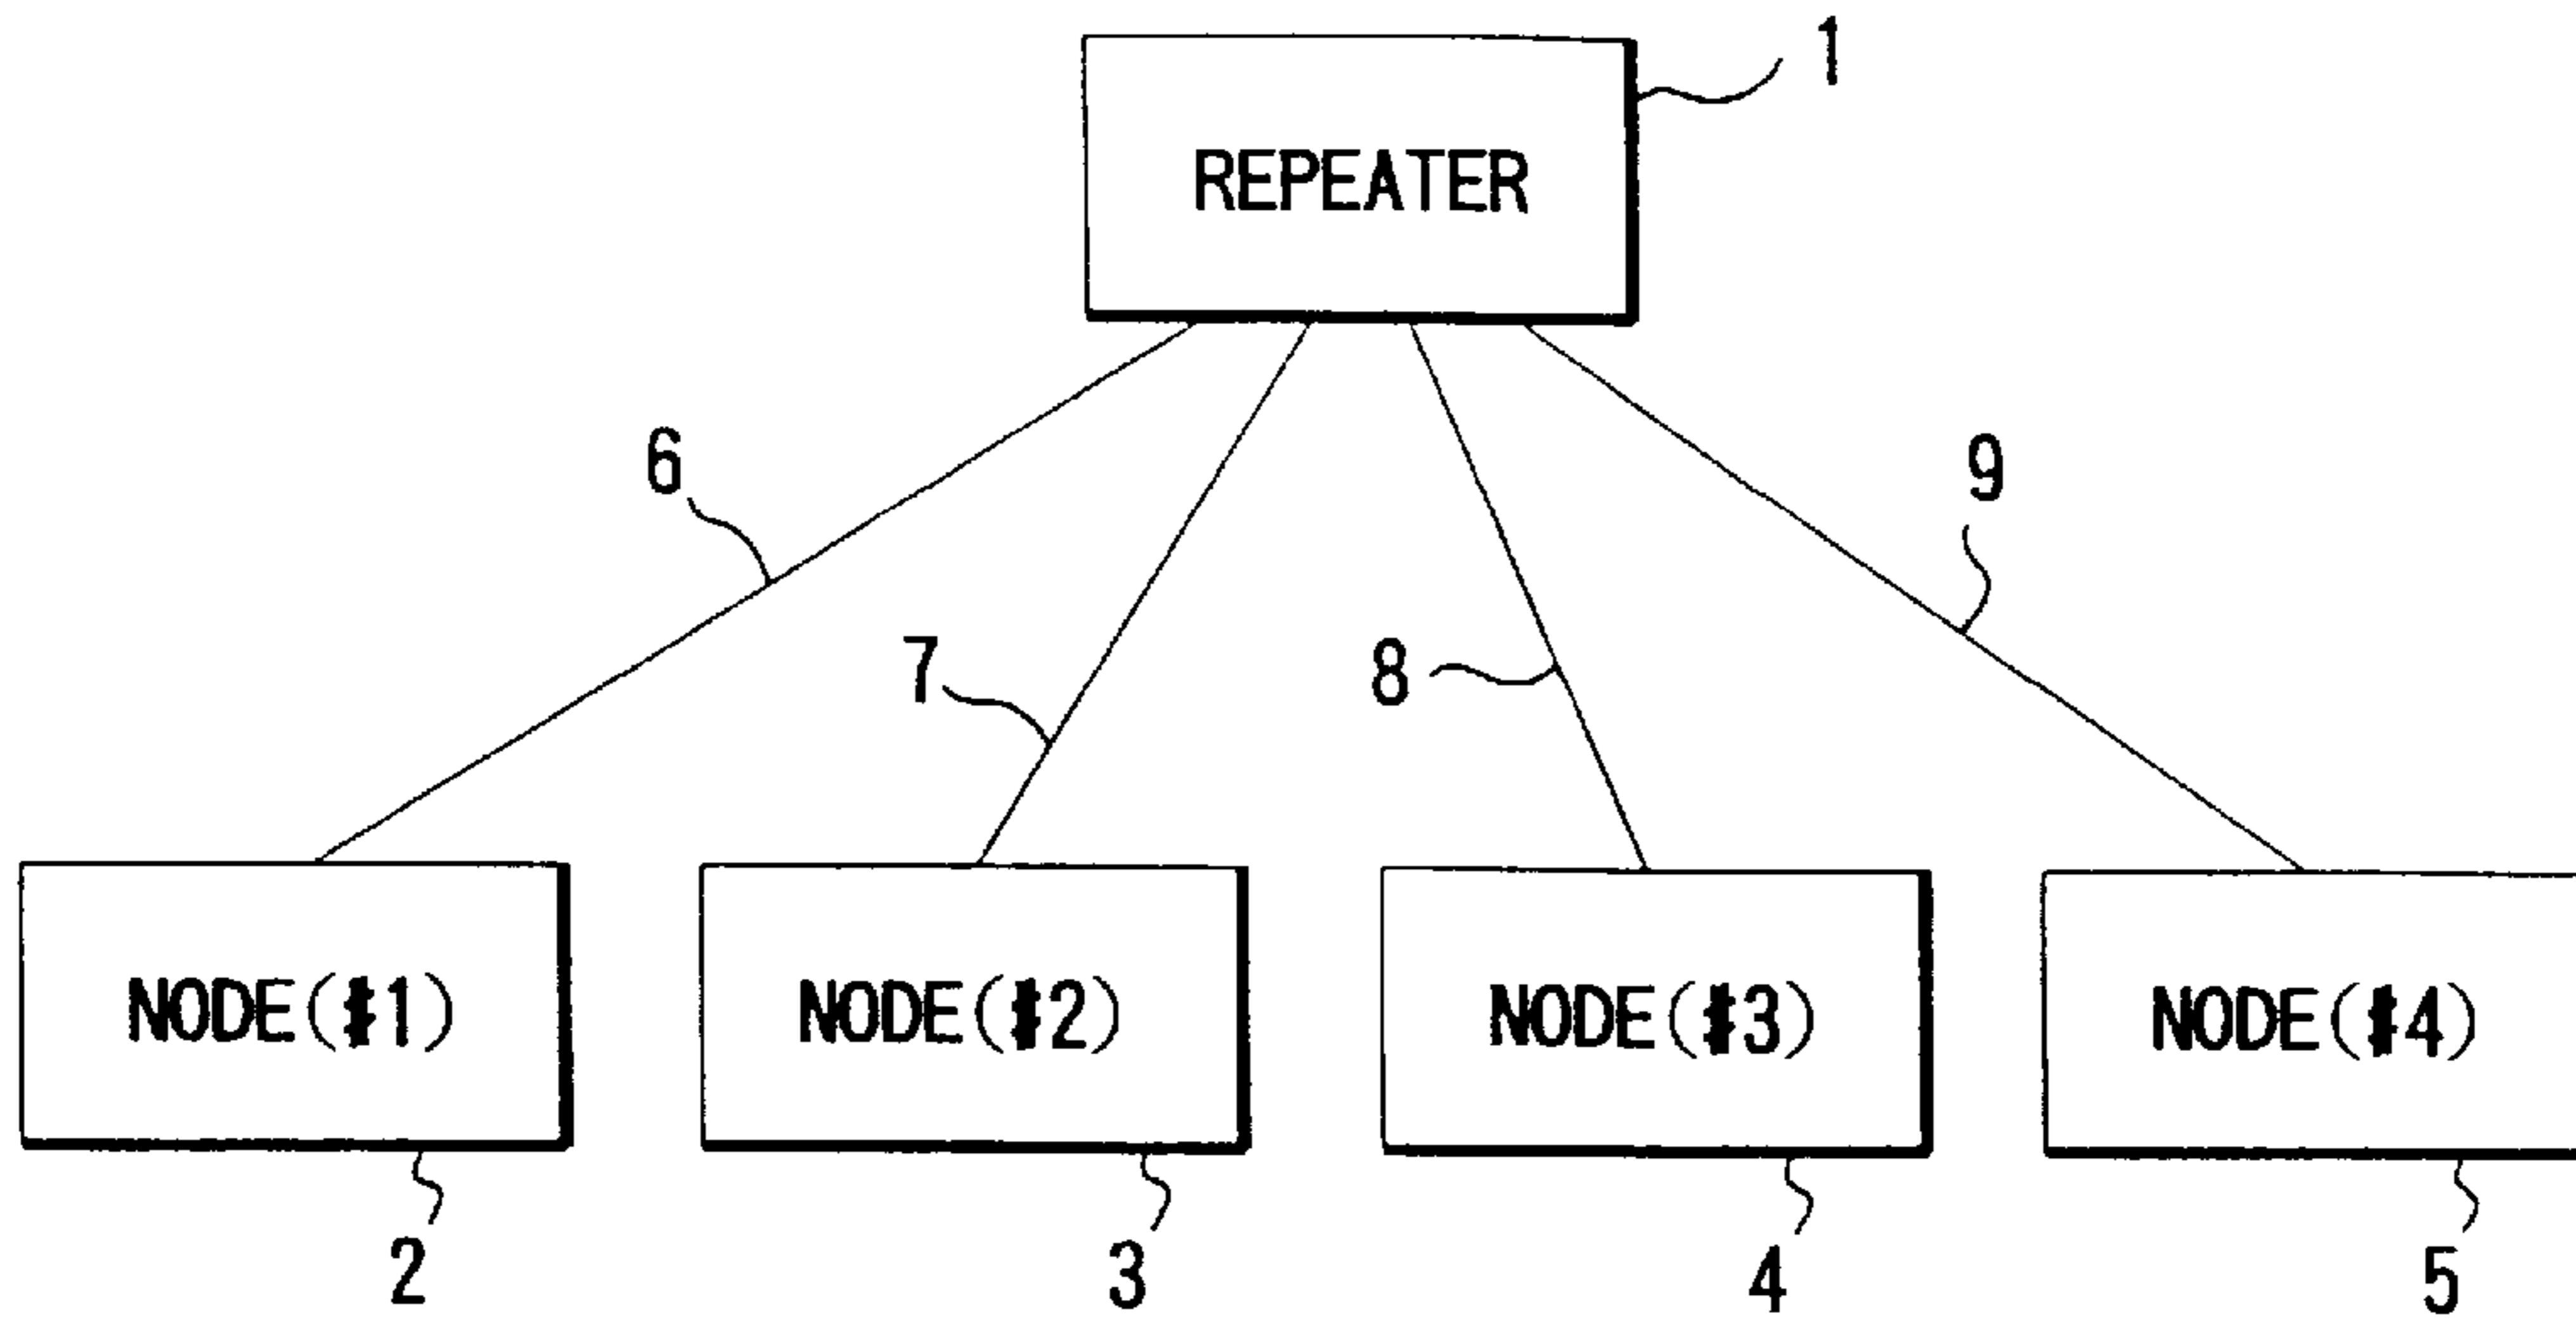 1
REPEATER
6
9
7
8
NODE(#1)
NODE(#2)
NODE(#3)
NODE(#4)
2
3
4
5